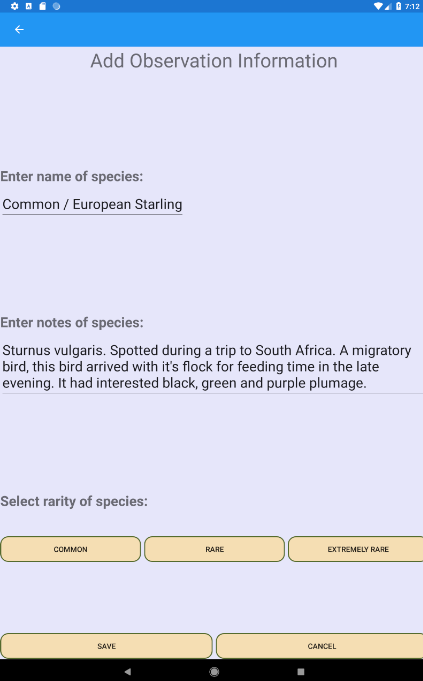 7:12
Add Observation Information
Enter name of species:
Common / European Starling
Enter notes of species:
Sturnus vulgaris. Spotted during a trip to South Africa. A migratory
bird, this bird arrived with it's flock for feeding time in the late
evening. It had interested black, green and purple plumage.
Select rarity of species:
COMMON RARE EXTREMELY RARE
SAVE CANCEL